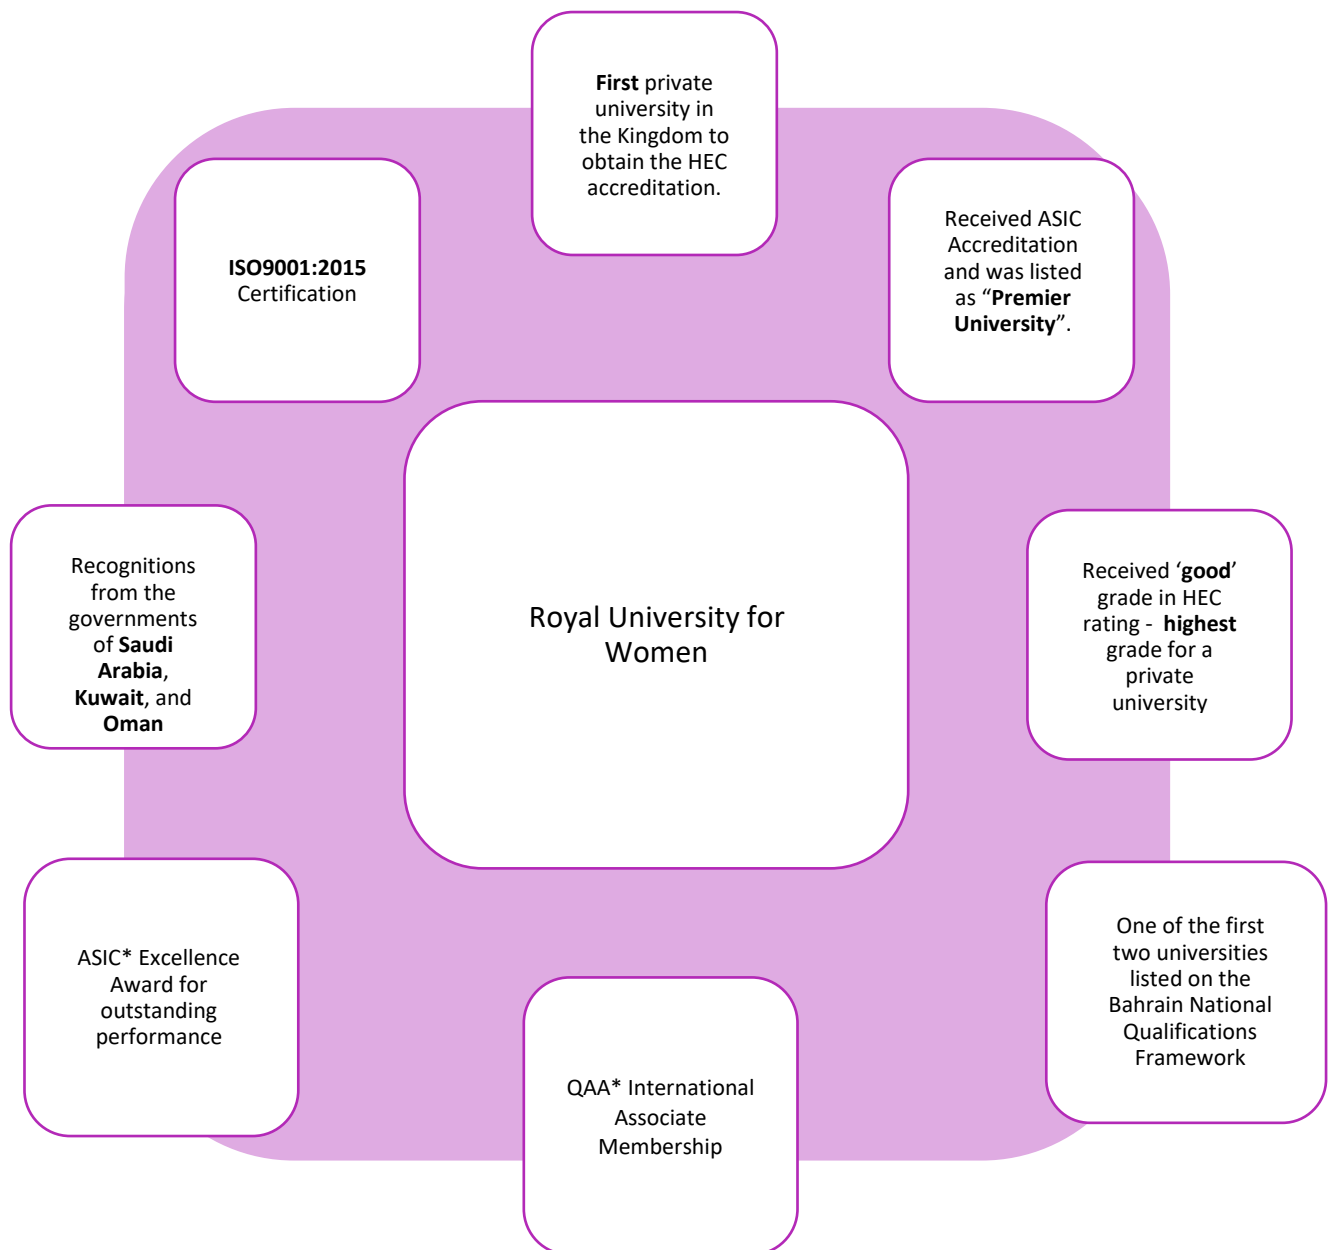 First private
university in
the Kingdom to
obtain the HEC
accreditation.
Received ASIC
Accreditation
and was listed
as “Premier
University”.
ISO9001:2015
Certification
Royal University for
Women
Received ‘good’
grade in HEC
rating - highest
grade for a
private
university
Recognitions
from the
governments
of Saudi
Arabia,
Kuwait, and
Oman
One of the first
two universities
listed on the
Bahrain National
Qualifications
Framework
ASIC* Excellence
Award for
outstanding
performance
QAA* International
Associate
Membership